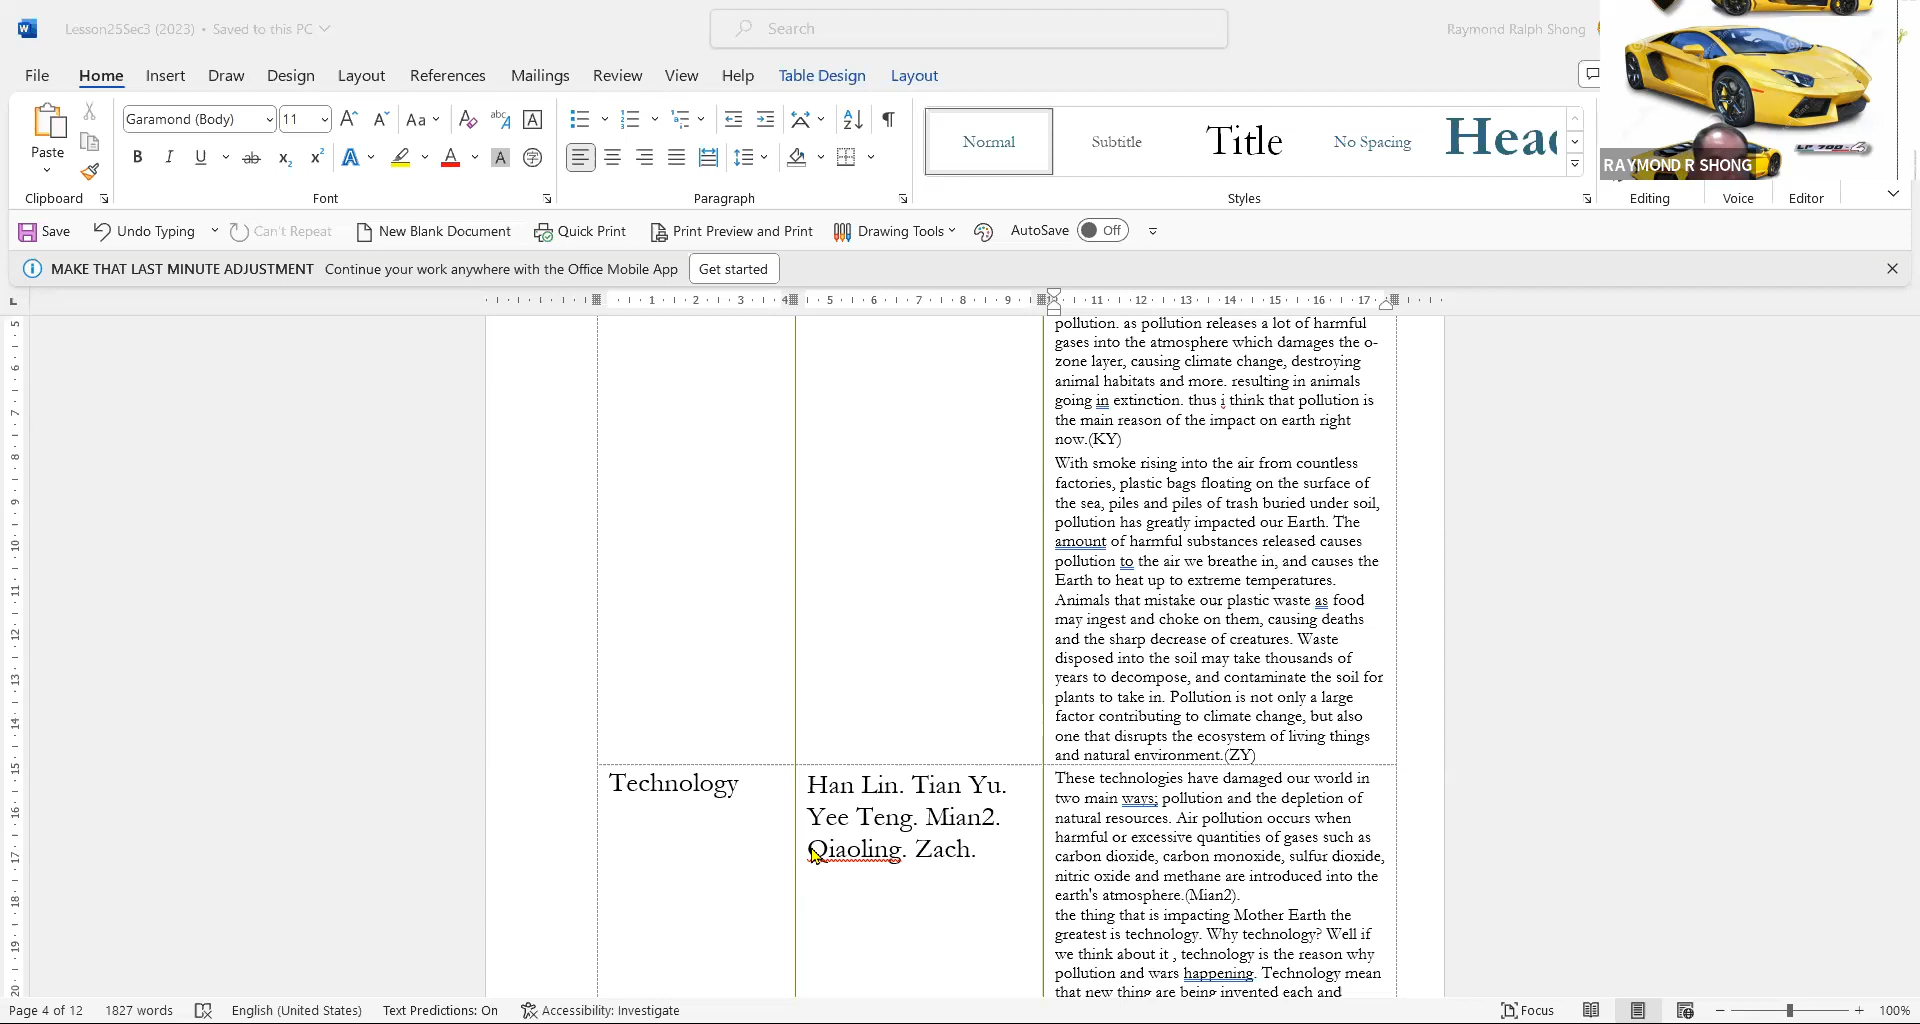 Lesson25Sec3 (2023) • Saved to this PC
Search
Raymond Ralph Shong
File Home Insert Draw Design Layout References Mailings Review View Help Table Design Layout
LP 700-4
RAYMOND R SHONG
Paste
Garamond (Body) 11
Aa
Normal Subtitle Title No Spacing Head
Clipboard Font Paragraph Styles Editing Voice Editor
Save Undo Typing Can't Repeat New Blank Document Quick Print Print Preview and Print Drawing Tools AutoSave Off
MAKE THAT LAST MINUTE ADJUSTMENT Continue your work anywhere with the Office Mobile App Get started
pollution. as pollution releases a lot of harmful
gases into the atmosphere which damages the o-
zone layer, causing climate change, destroying
animal habitats and more. resulting in animals
going in extinction. thus i think that pollution is
the main reason of the impact on earth right
now.(KY)
With smoke rising into the air from countless
factories, plastic bags floating on the surface of
the sea, piles and piles of trash buried under soil,
pollution has greatly impacted our Earth. The
amount of harmful substances released causes
pollution to the air we breathe in, and causes the
Earth to heat up to extreme temperatures.
Animals that mistake our plastic waste as food
may ingest and choke on them, causing deaths
and the sharp decrease of creatures. Waste
disposed into the soil may take thousands of
years to decompose, and contaminate the soil for
plants to take in. Pollution is not only a large
factor contributing to climate change, but also
one that disrupts the ecosystem of living things
and natural environment.(ZY)
Technology
Han Lin. Tian Yu.
Yee Teng. Mian2.
Qiaoling. Zach.
These technologies have damaged our world in
two main ways; pollution and the depletion of
natural resources. Air pollution occurs when
harmful or excessive quantities of gases such as
carbon dioxide, carbon monoxide, sulfur dioxide,
nitric oxide and methane are introduced into the
earth's atmosphere.(Mian2).
the thing that is impacting Mother Earth the
greatest is technology. Why technology? Well if
we think about it , technology is the reason why
pollution and wars happening. Technology mean
that new thing are being invented each and
Page 4 of 12 1827 words English (United States) Text Predictions: On Accessibility: Investigate Focus 100%